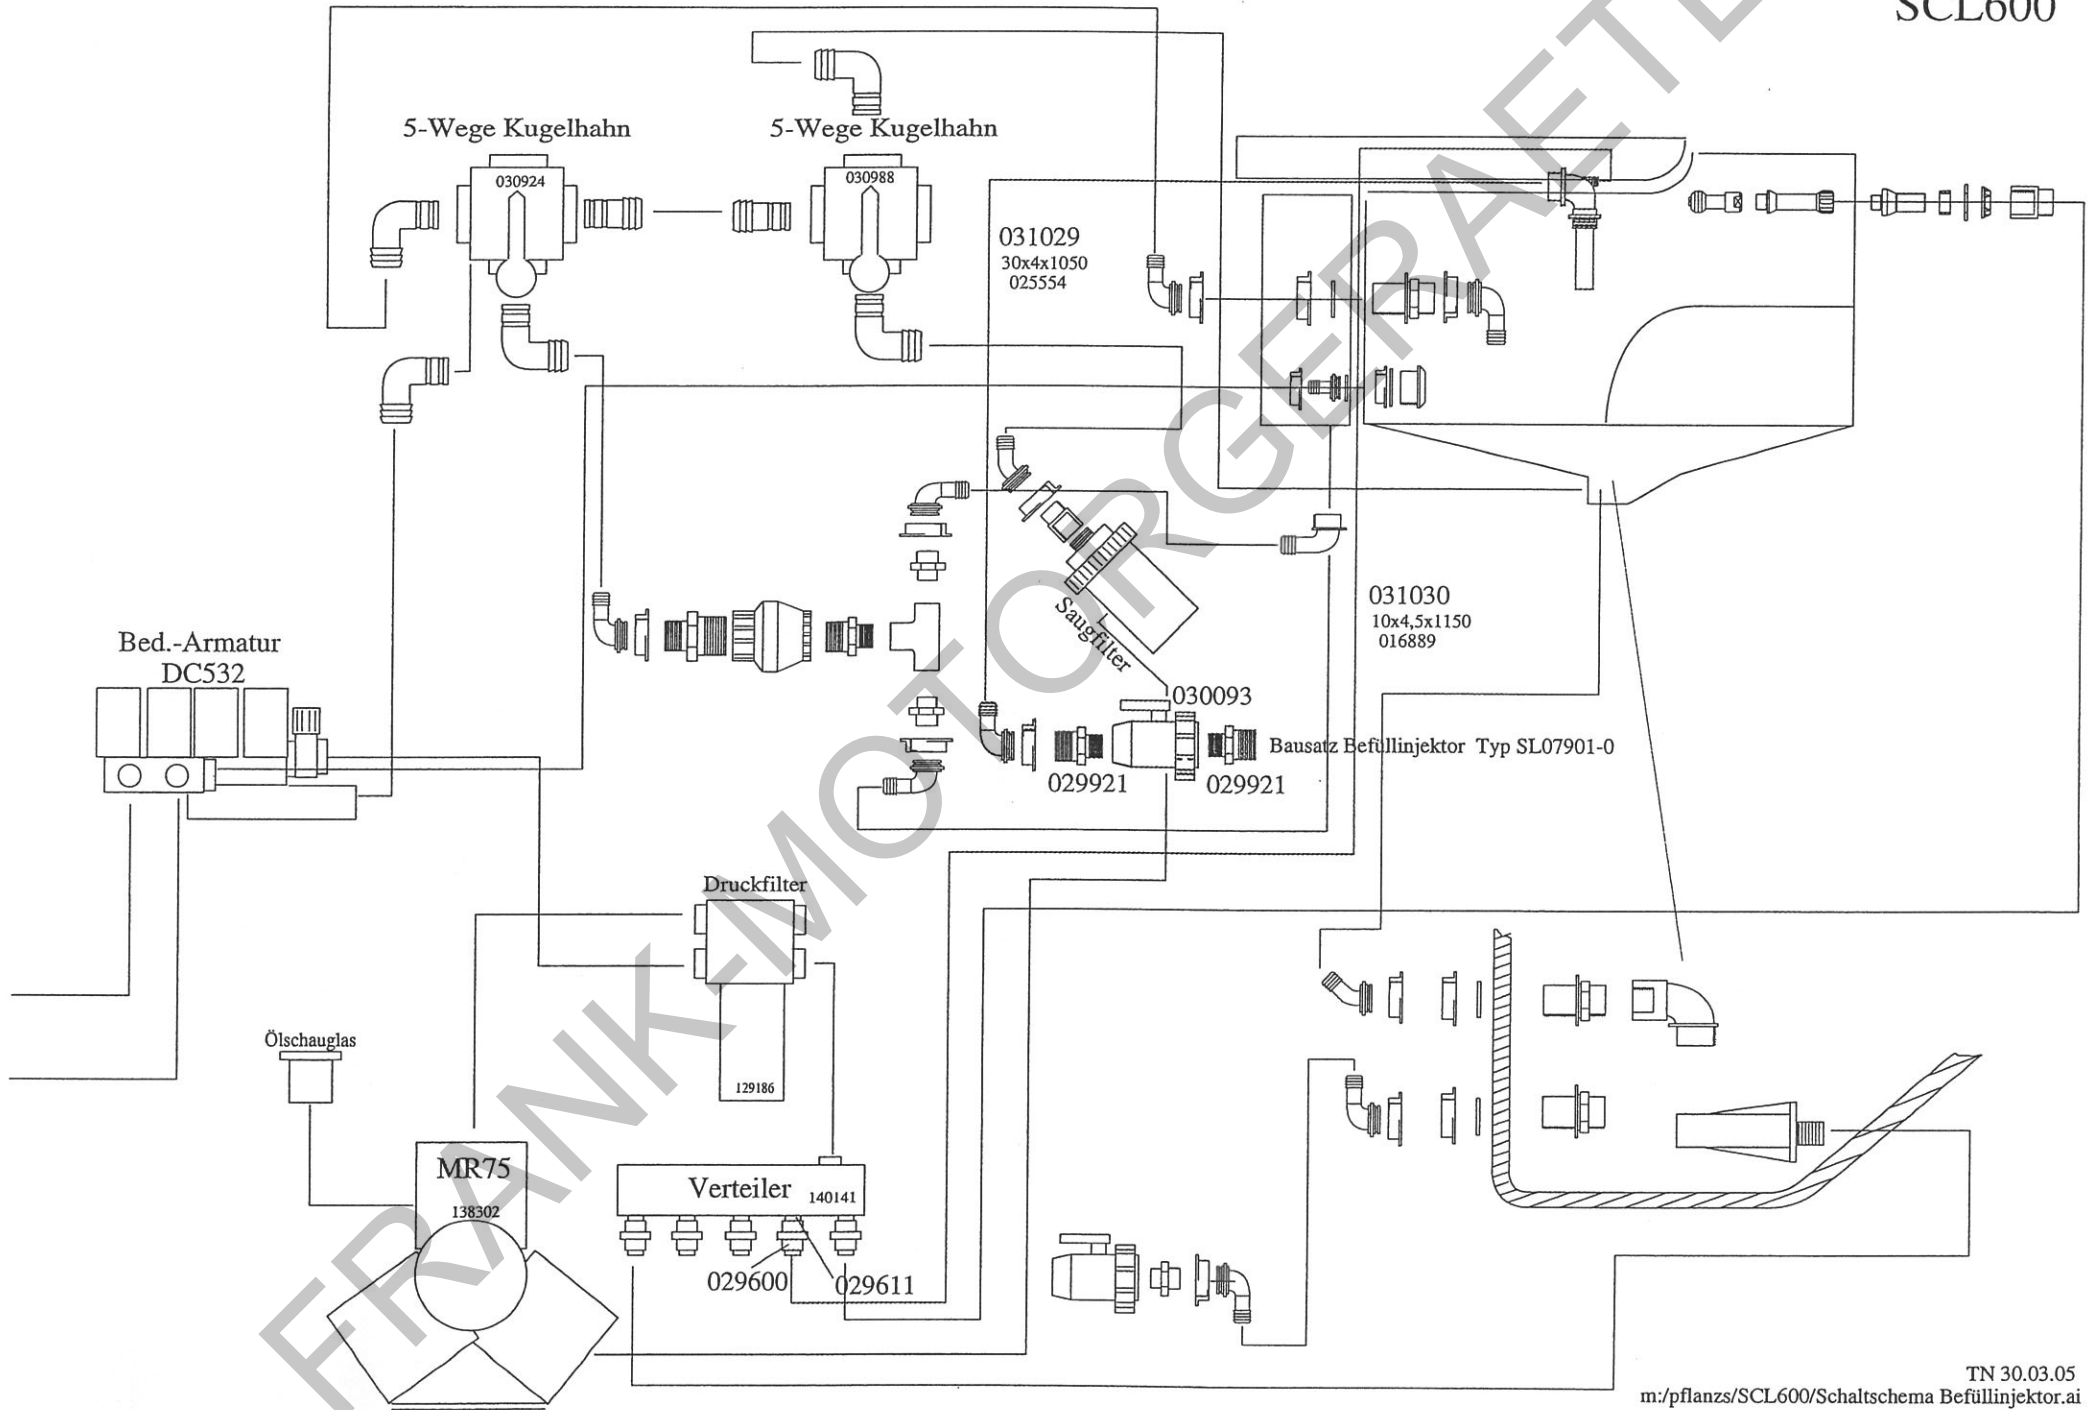 SCL600
5-Wege Kugelhahn
5-Wege Kugelhahn
030924
030988
031029
30x4x1050
025554
031030
10x4,5x1150
016889
Saugfilter
Bed.-Armatur
DC532
030093
Bausatz Befüllinjektor Typ SL07901-0
029921
029921
Druckfilter
129186
Ölschauglas
MR75
138302
Verteiler
140141
029600
029611
TN 30.03.05
m:/pflanzs/SCL600/Schaltschema Befüllinjektor.ai
FRANK-MOTORGERAETE